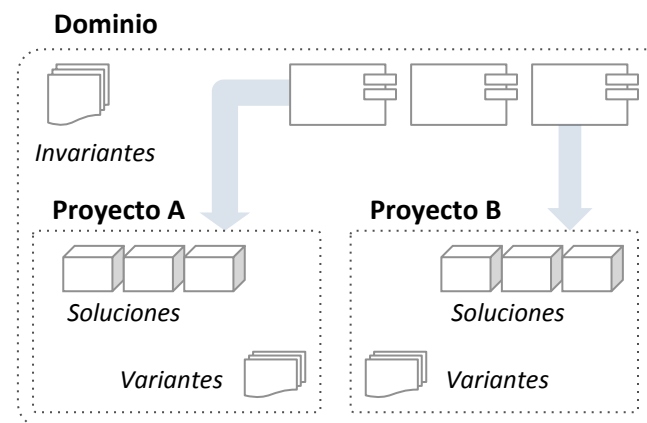 Dominio
Invariantes
Proyecto A
Proyecto B
Soluciones
Soluciones
Variantes
Variantes